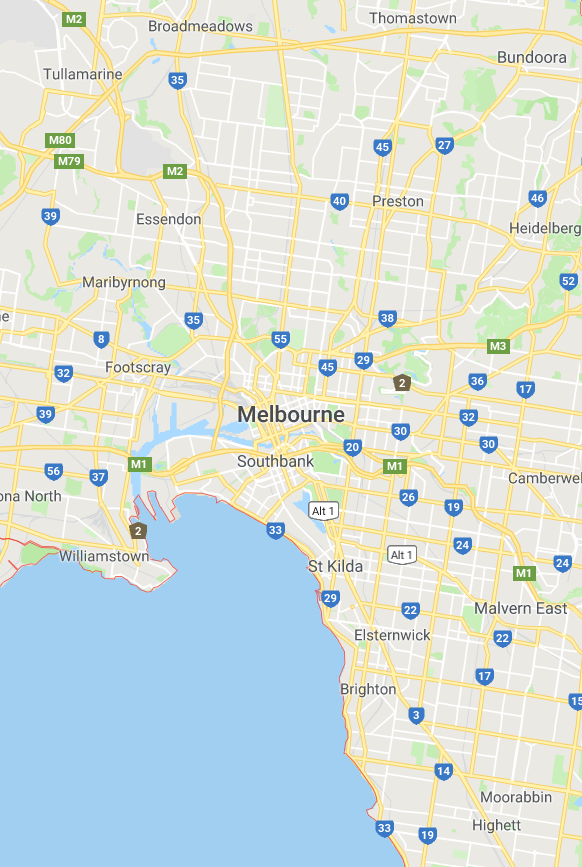 M2
Thomastown
Broadmeadows
Bundoora
Tullamarine
35
M80
45
27
M79
M2
46
40
Preston
39
Essendon
Heidelberg
Maribyrnong
52
e
35
38
8
55
M3
29
Footscray
45
32
2
36
17
39
Melbourne
32
30
30
20
Southbank
M1
M1
56
37
Camberwel
ona North
26
19
Alt 1
2
33
24
Williamstown
Alt 1
24
St Kilda
M1
29
22
Malvern East
Elsternwick
22
17
Brighton
15
3
14
Moorabbin
Highett
33
19